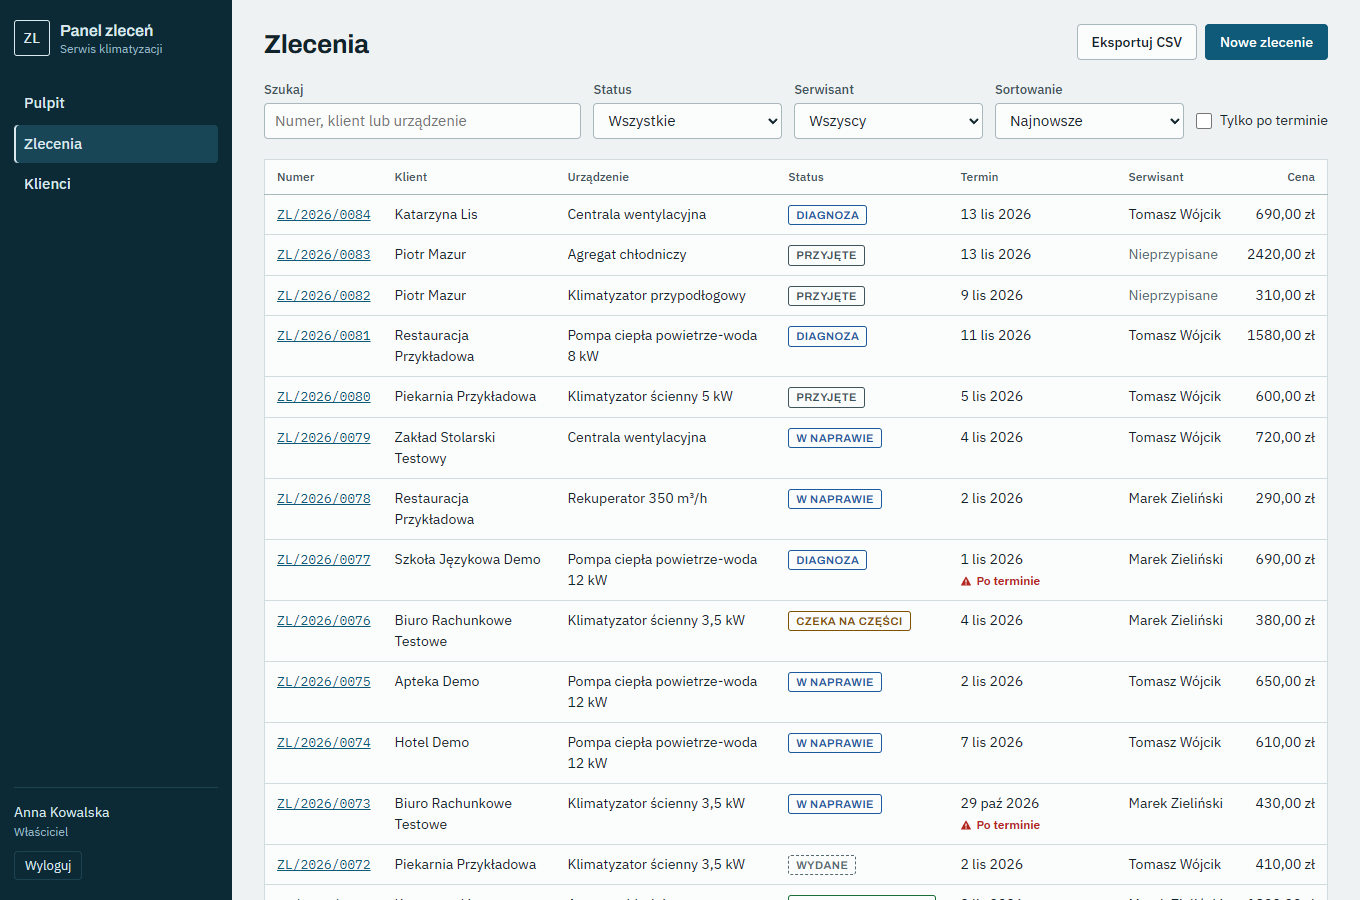 ZL
Panel zleceń
Serwis klimatyzacji
Pulpit
Zlecenia
Klienci
Anna Kowalska
Właściciel
Wyloguj
Zlecenia
Eksportuj CSV
Nowe zlecenie
Szukaj
Numer, klient lub urządzenie
Status
Wszystkie
Serwisant
Wszyscy
Sortowanie
Najnowsze
Tylko po terminie
Numer Klient Urządzenie Status Termin Serwisant Cena
ZL/2026/0084 Katarzyna Lis Centrala wentylacyjna DIAGNOZA 13 lis 2026 Tomasz Wójcik 690,00 zł
ZL/2026/0083 Piotr Mazur Agregat chłodniczy PRZYJĘTE 13 lis 2026 Nieprzypisane 2420,00 zł
ZL/2026/0082 Piotr Mazur Klimatyzator przypodłogowy PRZYJĘTE 9 lis 2026 Nieprzypisane 310,00 zł
ZL/2026/0081 Restauracja Pompa ciepła powietrze-woda DIAGNOZA 11 lis 2026 Tomasz Wójcik 1580,00 zł
Przykładowa 8 kW
ZL/2026/0080 Piekarnia Przykładowa Klimatyzator ścienny 5 kW PRZYJĘTE 5 lis 2026 Tomasz Wójcik 600,00 zł
ZL/2026/0079 Zakład Stolarski Centrala wentylacyjna W NAPRAWIE 4 lis 2026 Tomasz Wójcik 720,00 zł
Testowy
ZL/2026/0078 Restauracja Rekuperator 350 m³/h W NAPRAWIE 2 lis 2026 Marek Zieliński 290,00 zł
Przykładowa
ZL/2026/0077 Szkoła Językowa Demo Pompa ciepła powietrze-woda DIAGNOZA 1 lis 2026 Marek Zieliński 690,00 zł
12 kW Po terminie
ZL/2026/0076 Biuro Rachunkowe Klimatyzator ścienny 3,5 kW CZEKA NA CZĘŚCI 4 lis 2026 Marek Zieliński 380,00 zł
Testowe
ZL/2026/0075 Apteka Demo Pompa ciepła powietrze-woda W NAPRAWIE 2 lis 2026 Tomasz Wójcik 650,00 zł
12 kW
ZL/2026/0074 Hotel Demo Pompa ciepła powietrze-woda W NAPRAWIE 7 lis 2026 Tomasz Wójcik 610,00 zł
12 kW
ZL/2026/0073 Biuro Rachunkowe Klimatyzator ścienny 3,5 kW W NAPRAWIE 29 paź 2026 Marek Zieliński 430,00 zł
Testowe Po terminie
ZL/2026/0072 Piekarnia Przykładowa Klimatyzator ścienny 3,5 kW WYDANE 2 lis 2026 Tomasz Wójcik 410,00 zł